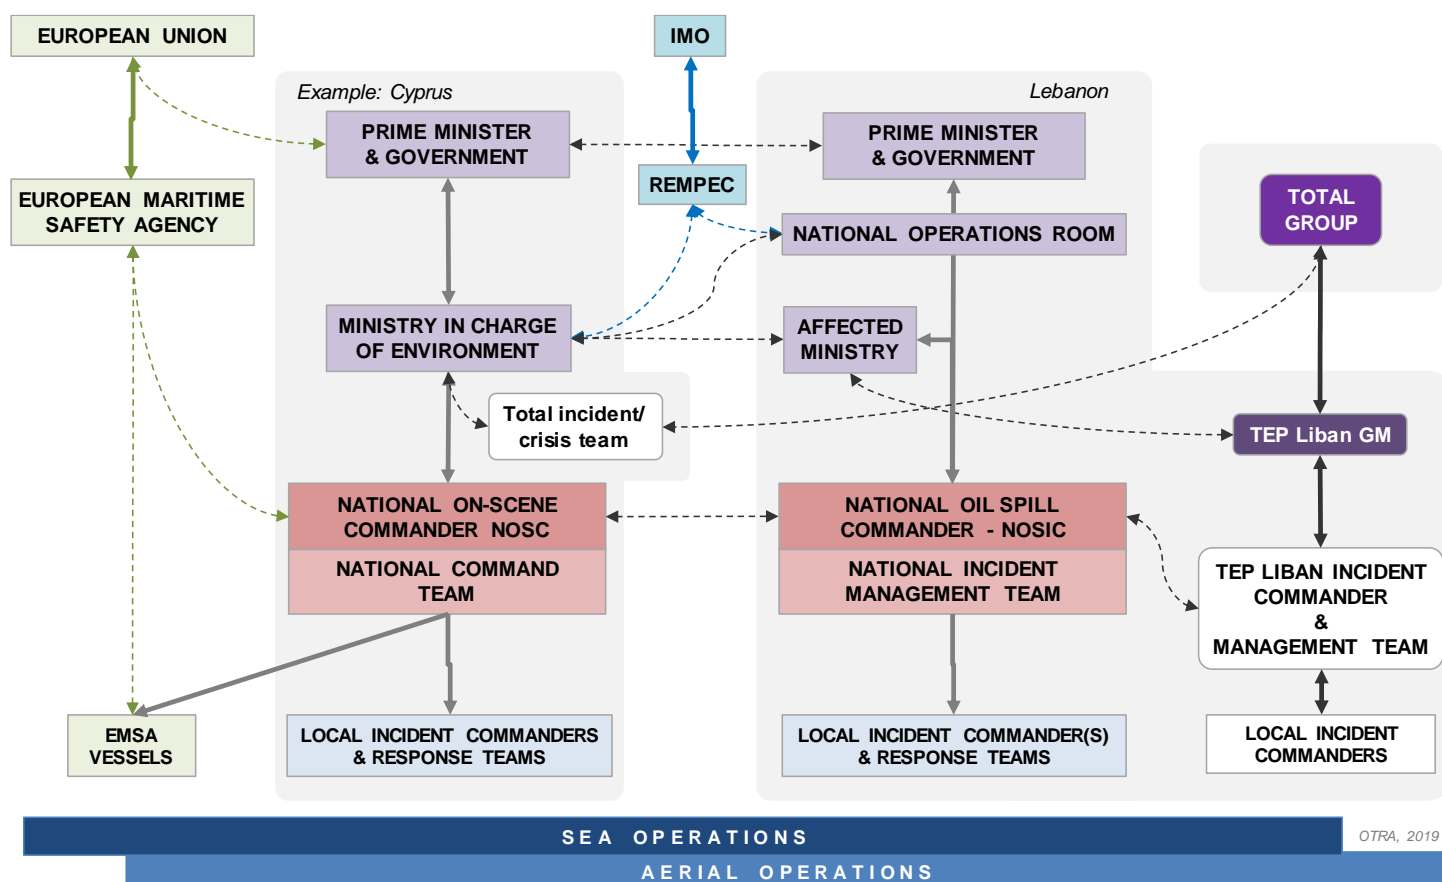 EUROPEAN UNION
IMO
Example: Cyprus
Lebanon
PRIME MINISTER
& GOVERNMENT
PRIME MINISTER
& GOVERNMENT
EUROPEAN MARITIME
SAFETY AGENCY
REMPEC
TOTAL
GROUP
NATIONAL OPERATIONS ROOM
MINISTRY IN CHARGE
OF ENVIRONMENT
AFFECTED
MINISTRY
Total incident/
crisis team
TEP Liban GM
NATIONAL ON-SCENE
COMMANDER NOSC
NATIONAL OIL SPILL
COMMANDER - NOSIC
NATIONAL COMMAND
TEAM
NATIONAL INCIDENT
MANAGEMENT TEAM
TEP LIBAN INCIDENT
COMMANDER
&
MANAGEMENT TEAM
EMSA
VESSELS
LOCAL INCIDENT COMMANDERS
& RESPONSE TEAMS
LOCAL INCIDENT COMMANDER(S)
& RESPONSE TEAMS
LOCAL INCIDENT
COMMANDERS
SEA OPERATIONS
OTRA, 2019
AERIAL OPERATIONS